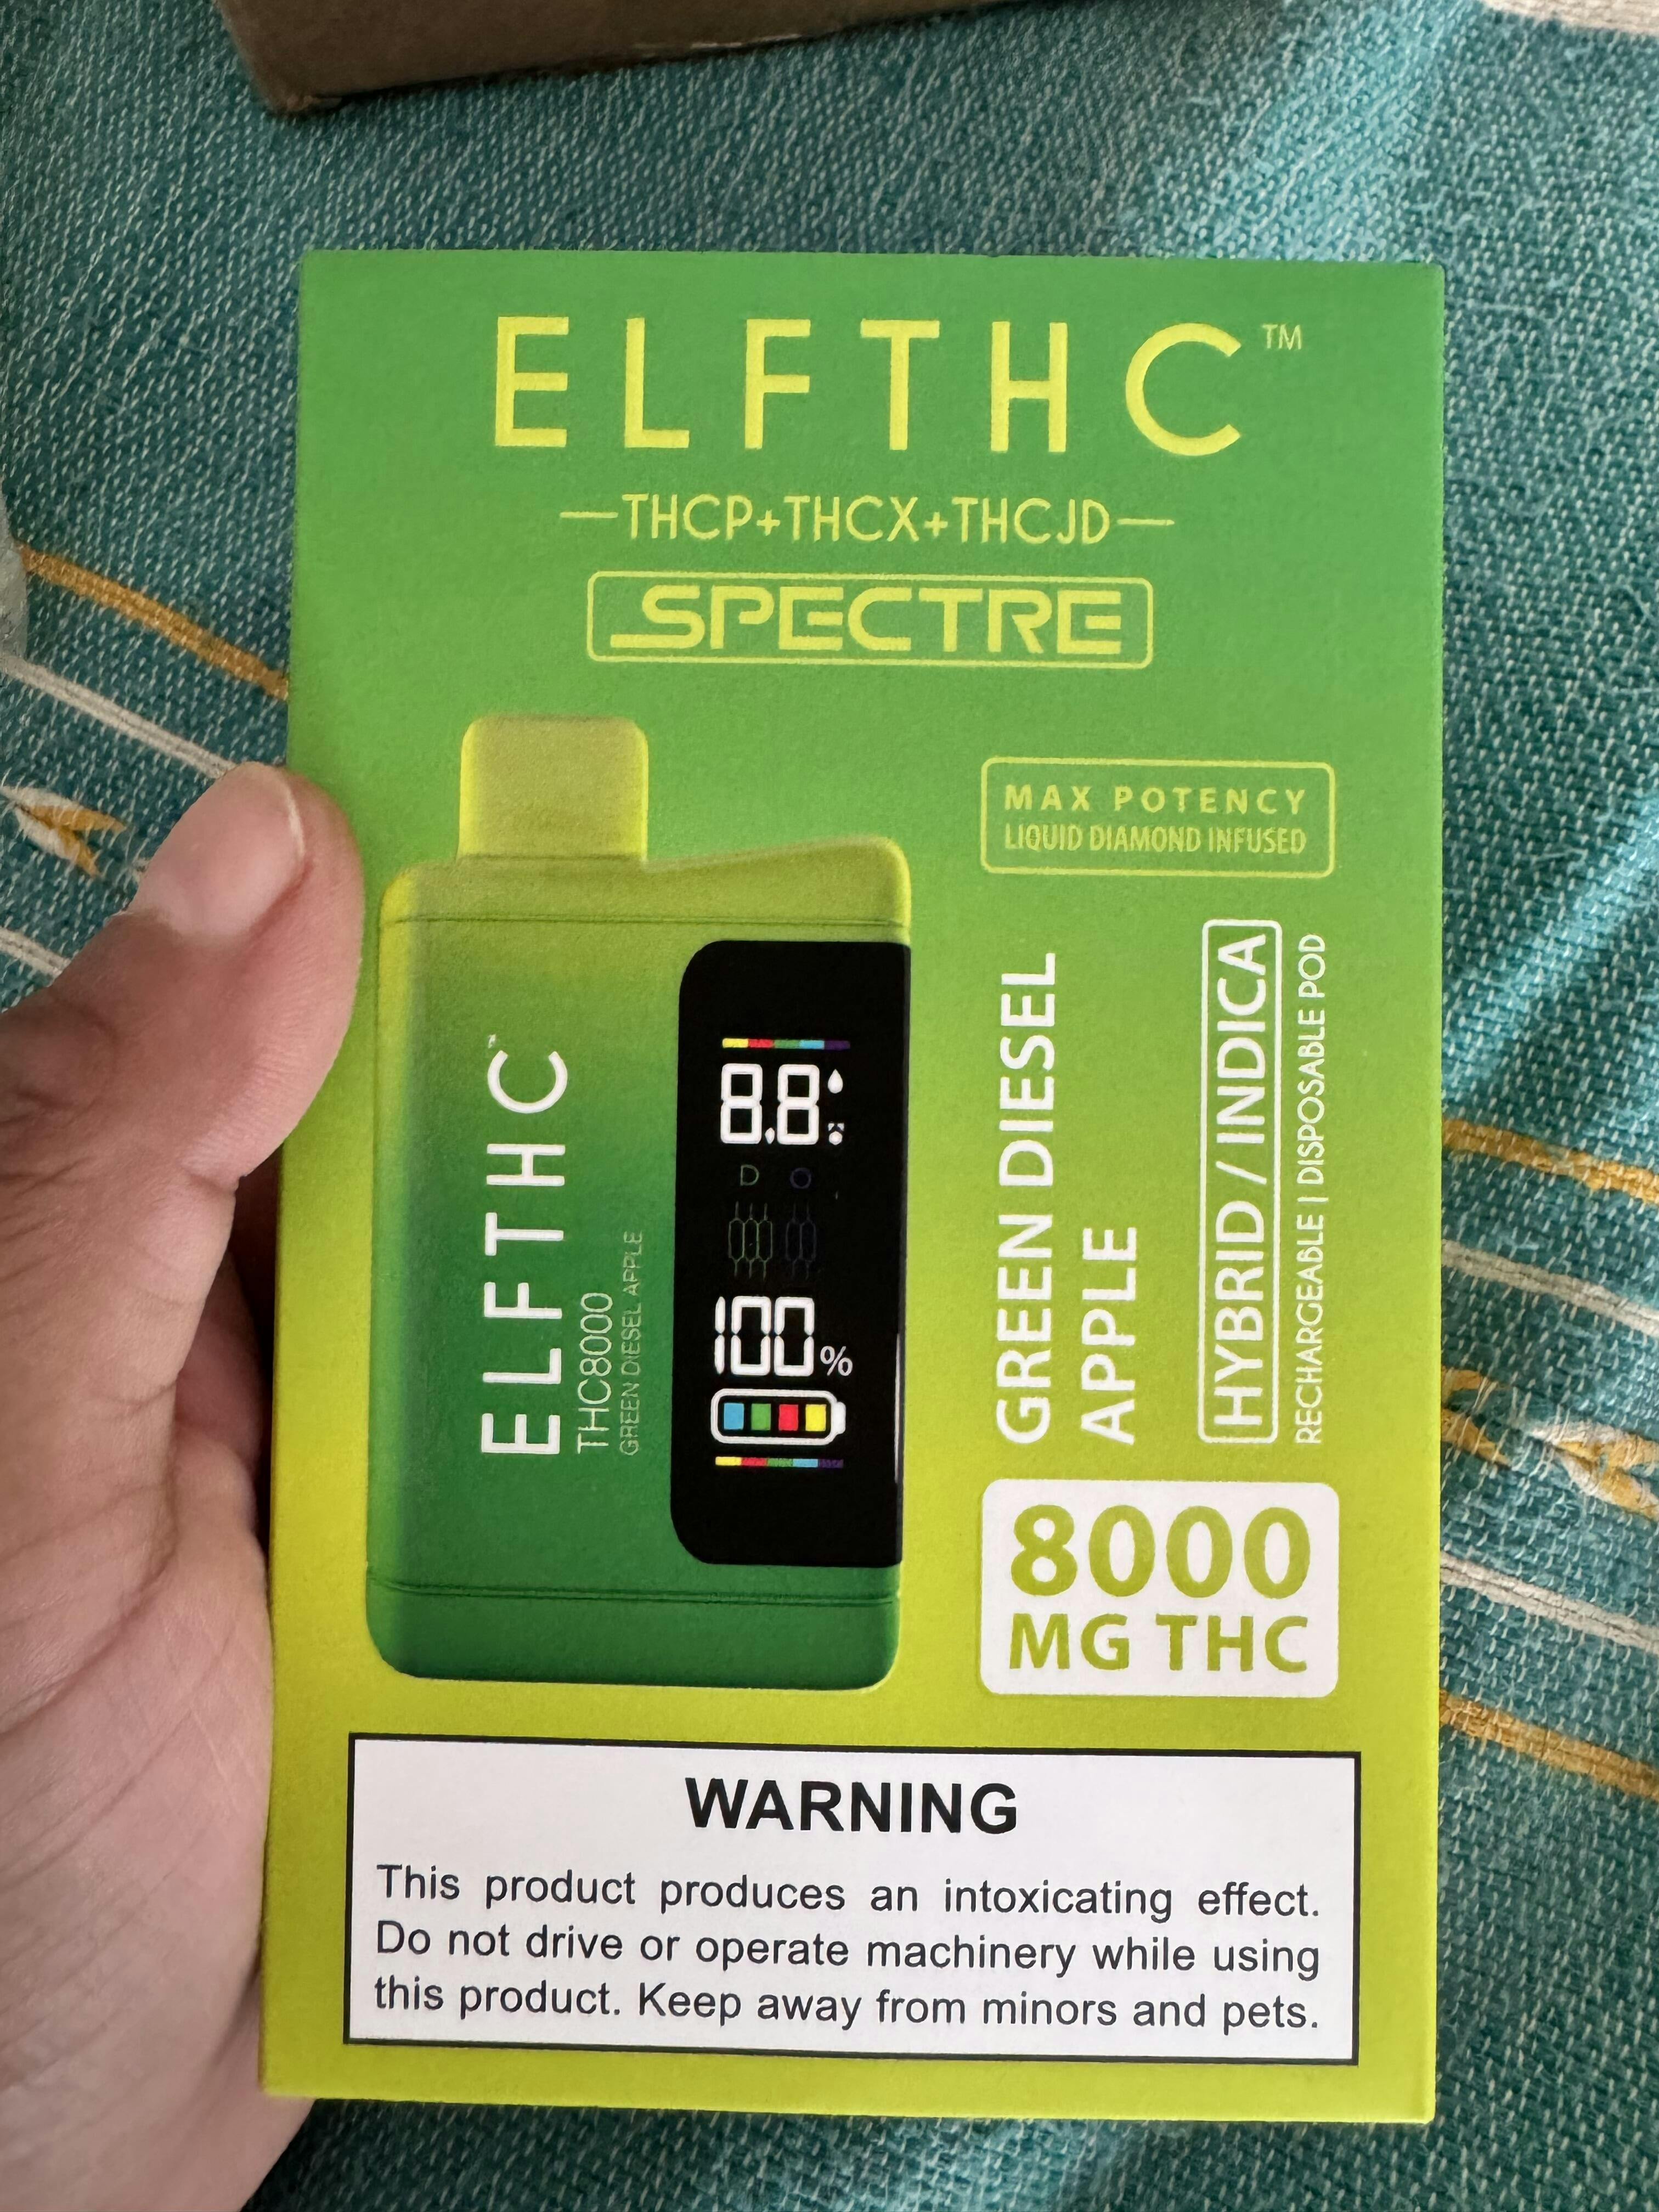 ELFTHC™
THCP+THCX+THCJD
SPECTRE
MAX POTENCY
LIQUID DIAMOND INFUSED
ELFTHC™
THC8000
GREEN DIESEL APPLE
8.8
D
100%
GREEN DIESEL
APPLE
HYBRID / INDICA
RECHARGEABLE | DISPOSABLE POD
8000
MG THC
WARNING
This product produces an intoxicating effect.
Do not drive or operate machinery while using
this product. Keep away from minors and pets.